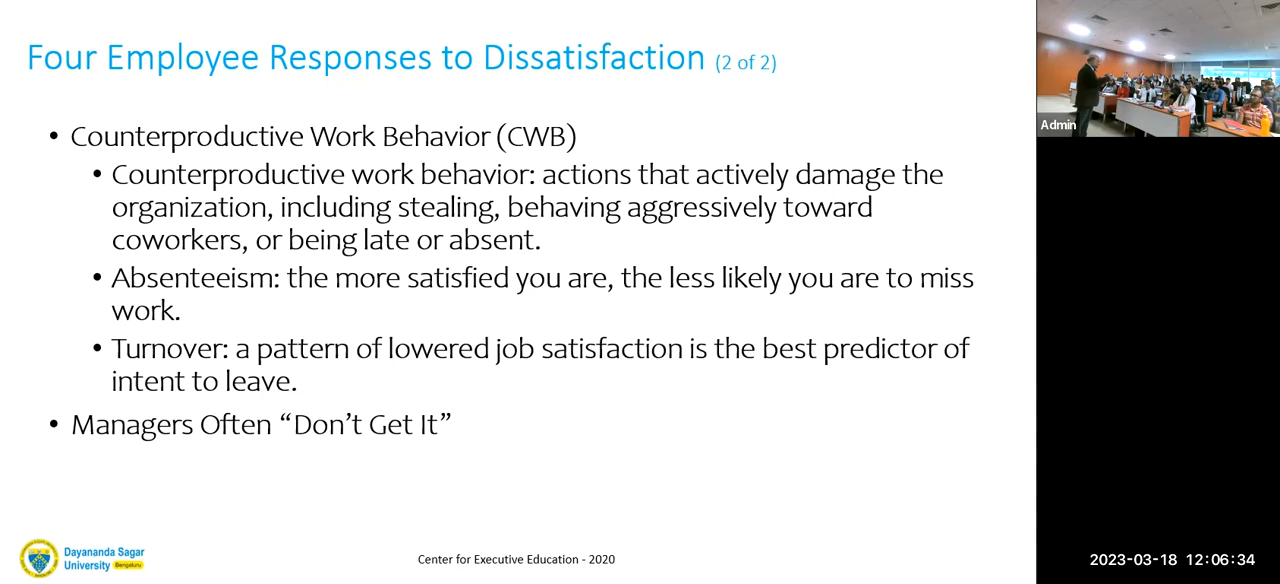 Four Employee Responses to Dissatisfaction (2 of 2)
• Counterproductive Work Behavior (CWB)
• Counterproductive work behavior: actions that actively damage the
organization, including stealing, behaving aggressively toward
coworkers, or being late or absent.
• Absenteeism: the more satisfied you are, the less likely you are to miss
work.
• Turnover: a pattern of lowered job satisfaction is the best predictor of
intent to leave.
• Managers Often “Don’t Get It”
Dayananda Sagar
University Bengaluru
Center for Executive Education - 2020
Admin
2023-03-18 12:06:34